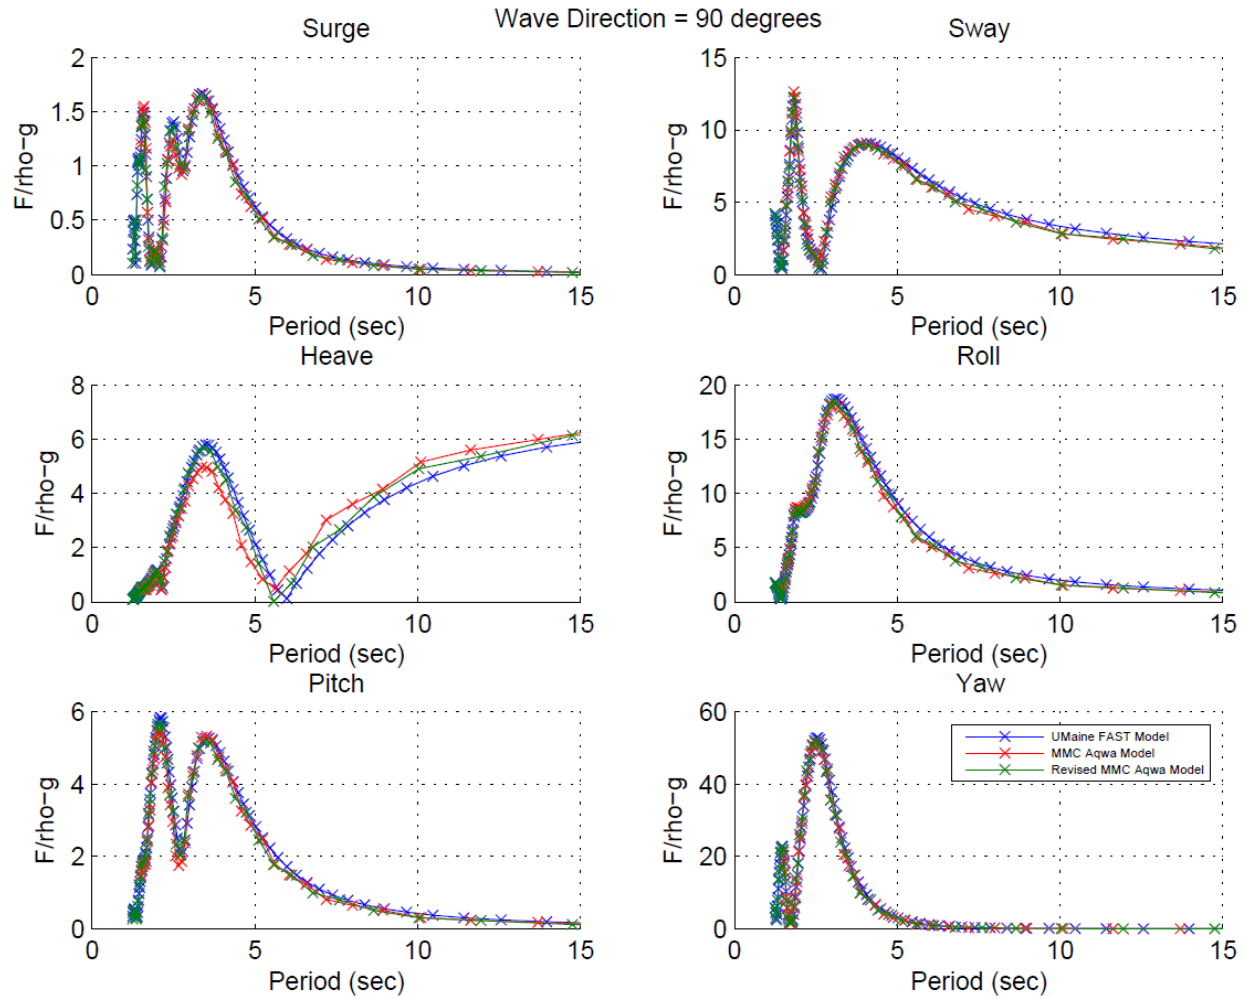 Wave Direction = 90 degrees
Surge
Sway
2
1.5
1
0.5
0
F/rho-g
0 5 10 15
Period (sec)
15
10
5
0
F/rho-g
0 5 10 15
Period (sec)
Heave
Roll
8
6
4
2
0
F/rho-g
0 5 10 15
Period (sec)
20
15
10
5
0
F/rho-g
0 5 10 15
Period (sec)
Pitch
Yaw
6
4
2
0
F/rho-g
0 5 10 15
Period (sec)
60
40
20
0
F/rho-g
0 5 10 15
Period (sec)
UMaine FAST Model
MMC Aqwa Model
Revised MMC Aqwa Model